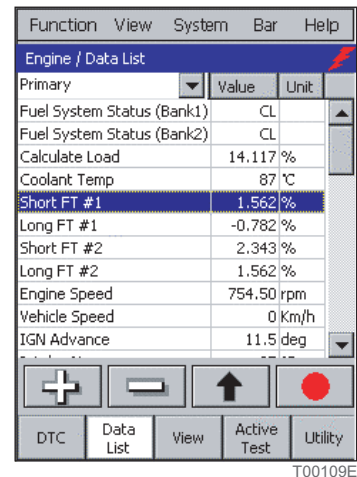 Function View System Bar Help
Engine / Data List
Primary Value Unit
Fuel System Status (Bank1) CL
Fuel System Status (Bank2) CL
Calculate Load 14.117 %
Coolant Temp 87 ℃
Short FT #1 1.562 %
Long FT #1 -0.782 %
Short FT #2 2.343 %
Long FT #2 1.562 %
Engine Speed 754.50 rpm
Vehicle Speed 0 Km/h
IGN Advance 11.5 deg
DTC Data List View Active Test Utility
T00109E